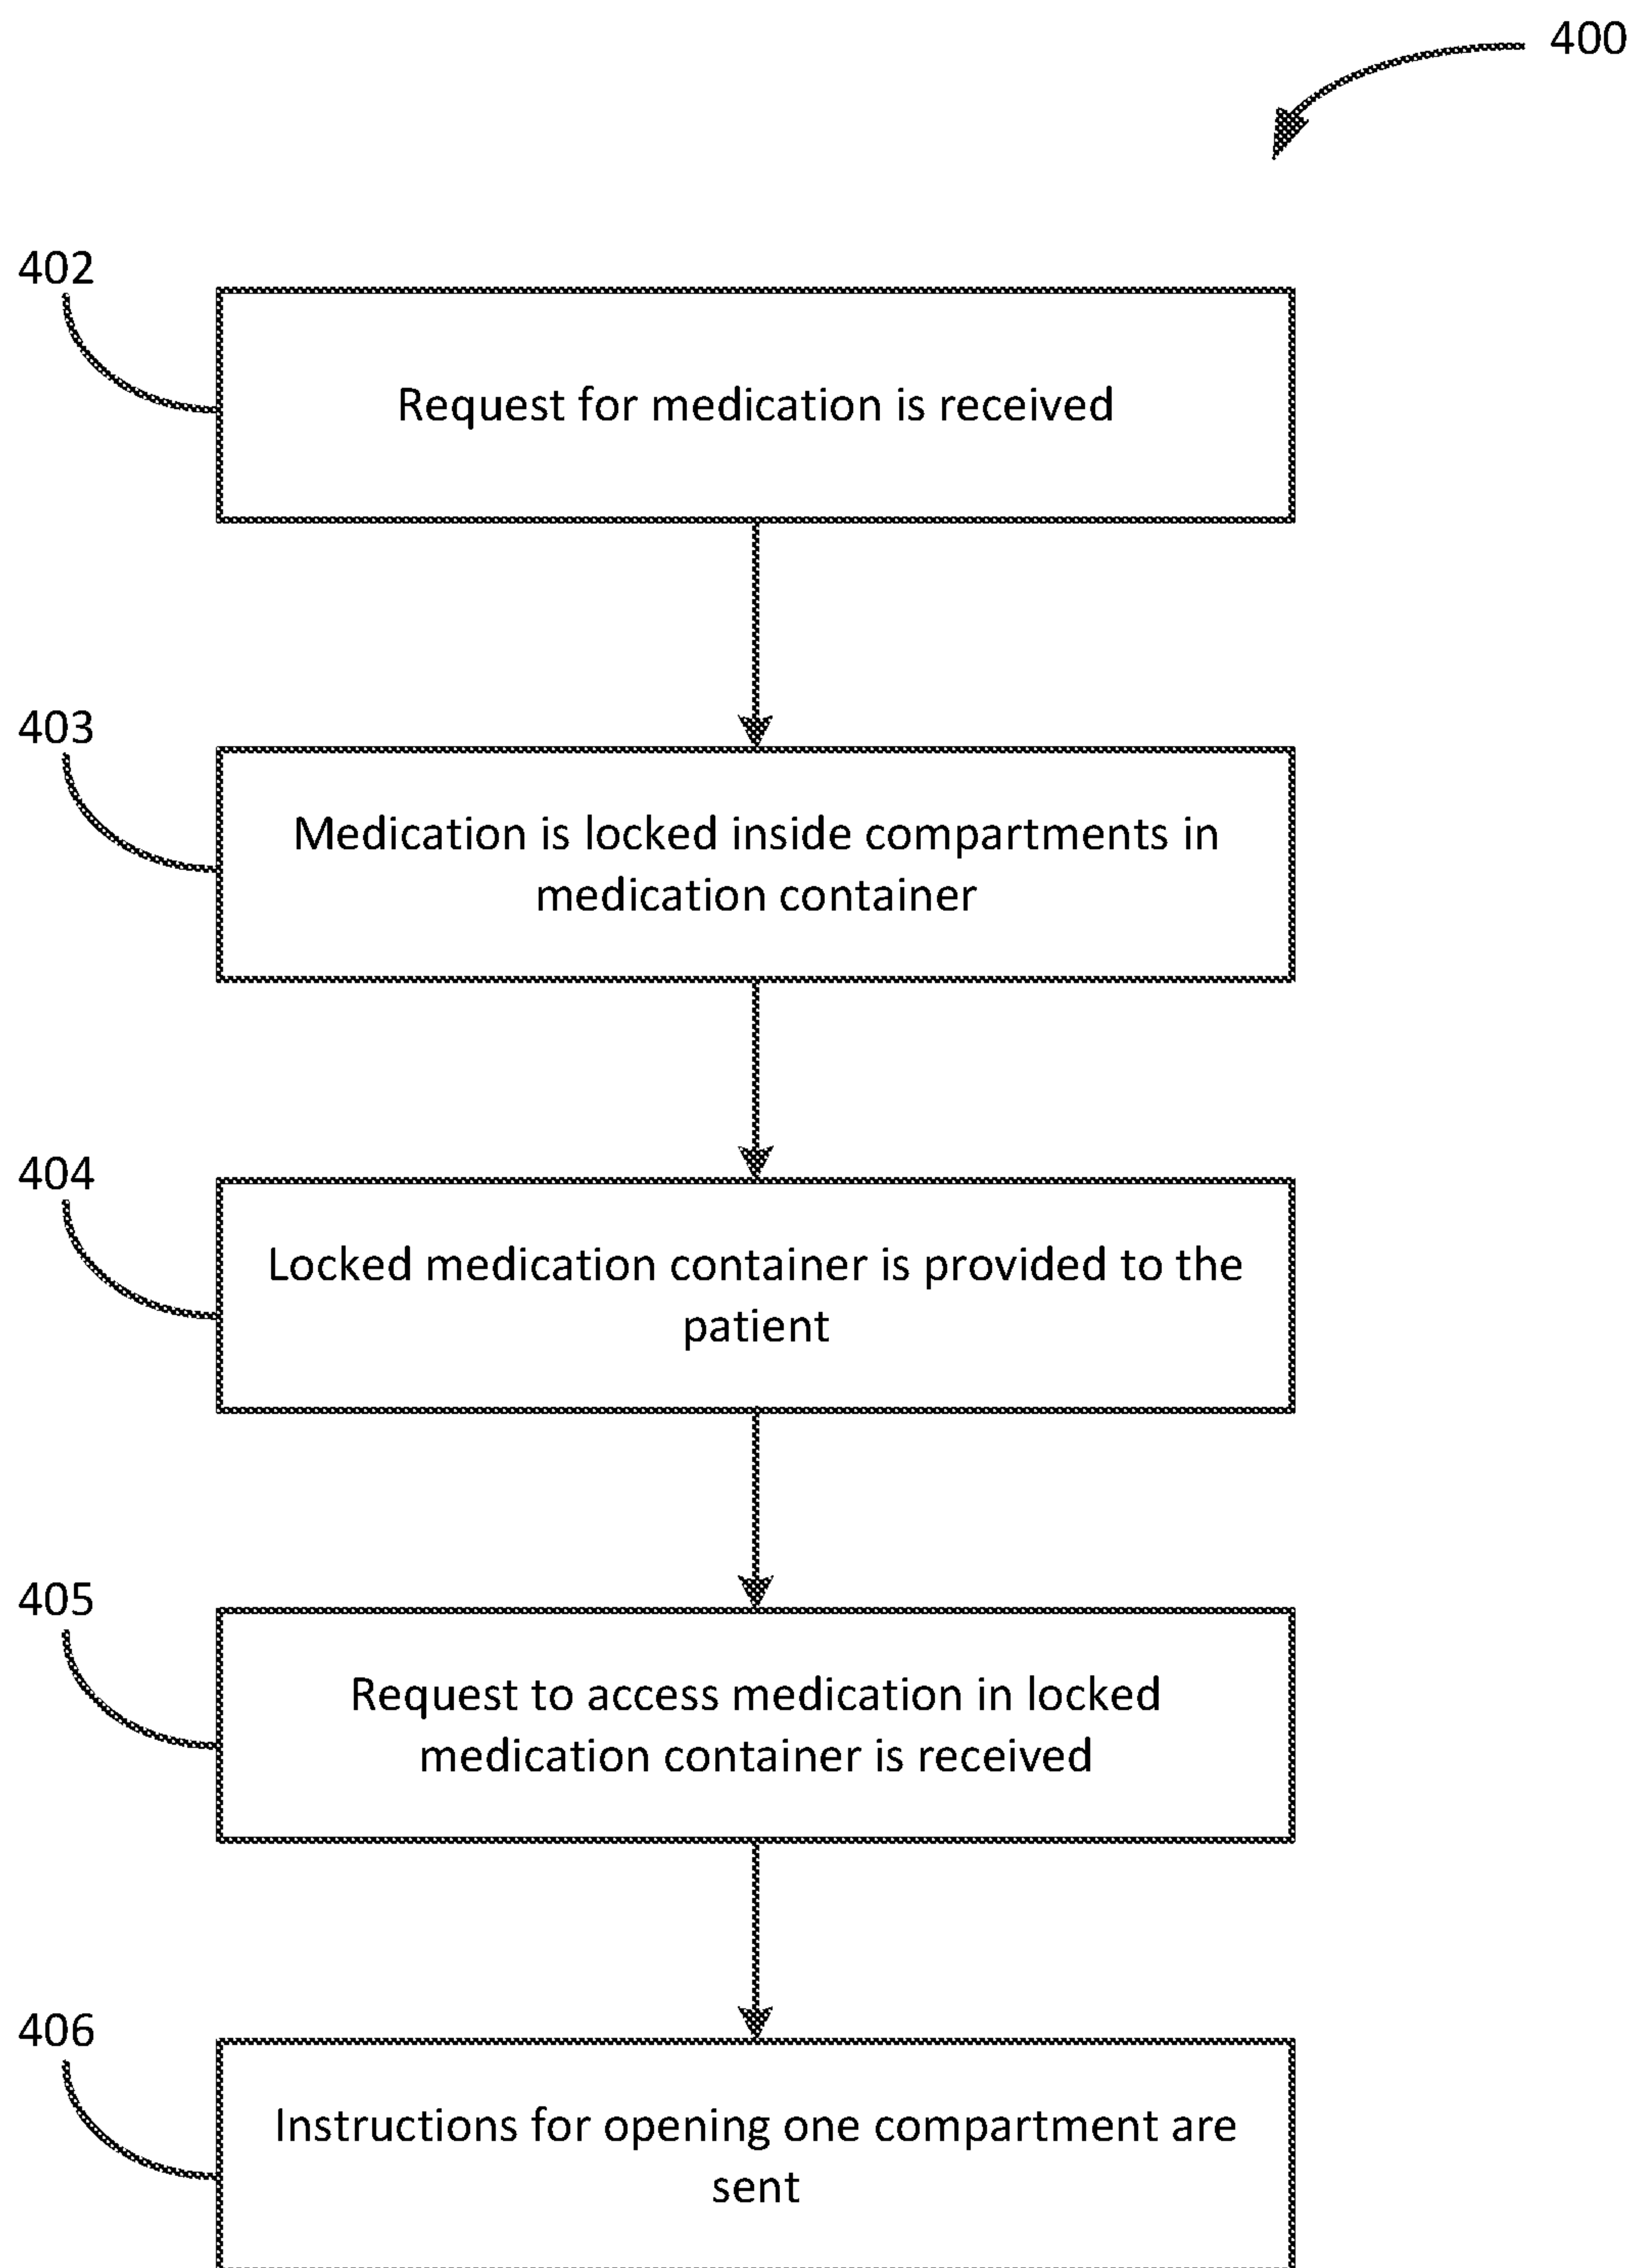 400
402
Request for medication is received
403
Medication is locked inside compartments in
medication container
404
Locked medication container is provided to the
patient
405
Request to access medication in locked
medication container is received
406
Instructions for opening one compartment are
sent